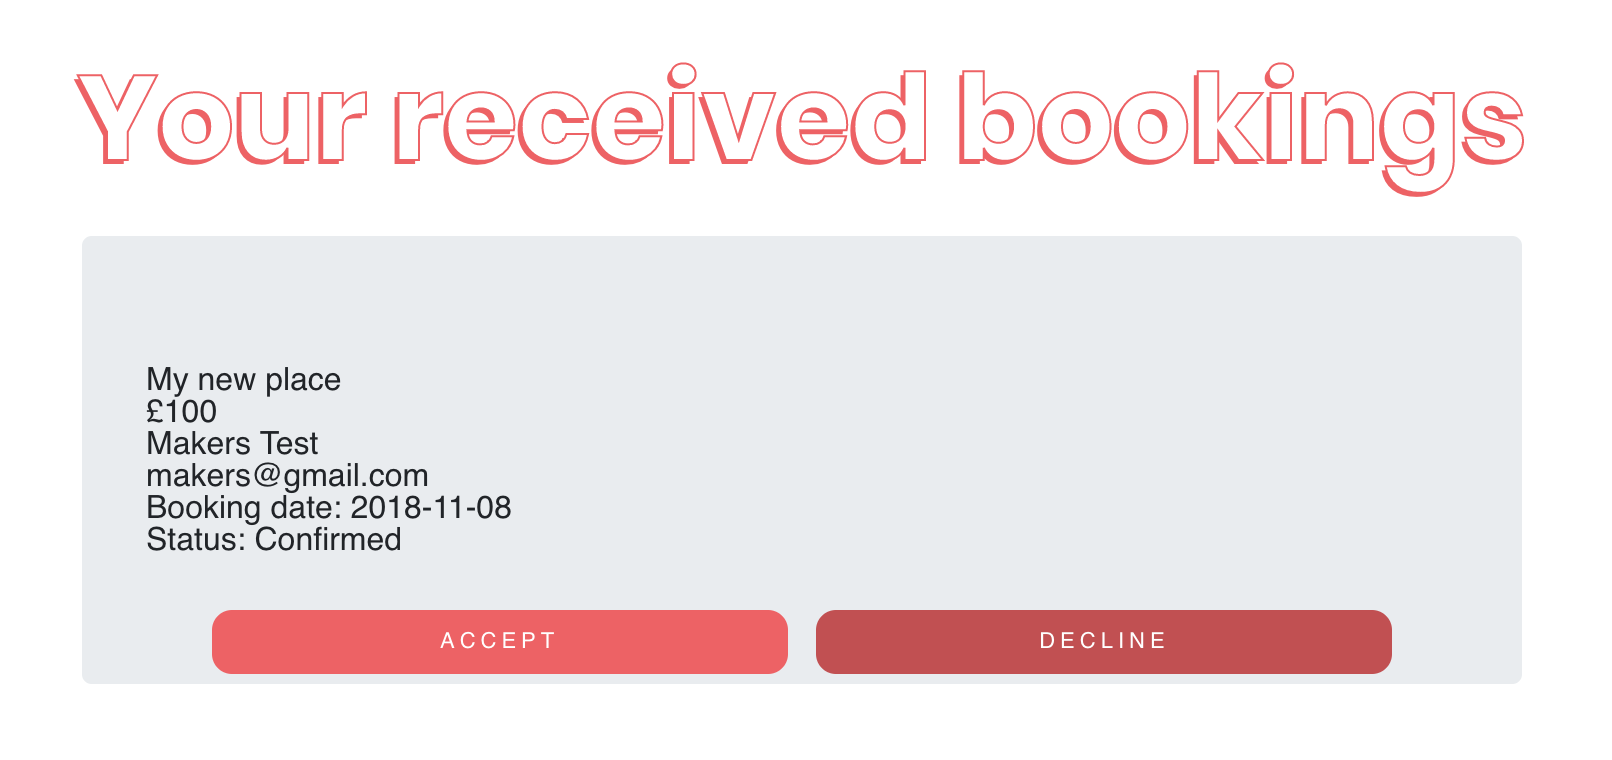 Your received bookings
My new place
£100
Makers Test
makers@gmail.com
Booking date: 2018-11-08
Status: Confirmed
ACCEPT
DECLINE